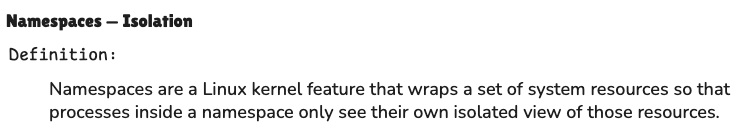 Namespaces – Isolation
Definition:
Namespaces are a Linux kernel feature that wraps a set of system resources so that
processes inside a namespace only see their own isolated view of those resources.